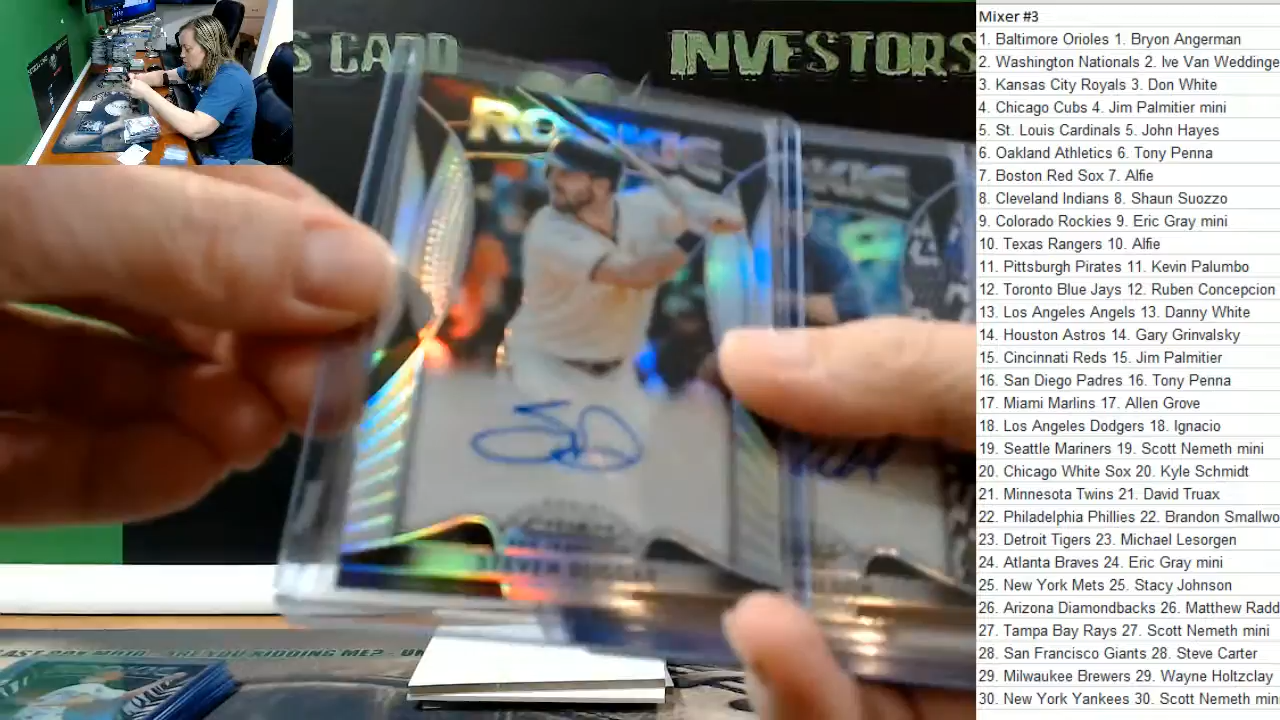 S CARD INVESTORS
ROOKIE
KIE
STEVEN
ARE YOU KIDDING ME?
Mixer #3
1. Baltimore Orioles 1. Bryon Angerman
2. Washington Nationals 2. Ive Van Weddinge
3. Kansas City Royals 3. Don White
4. Chicago Cubs 4. Jim Palmitier mini
5. St. Louis Cardinals 5. John Hayes
6. Oakland Athletics 6. Tony Penna
7. Boston Red Sox 7. Alfie
8. Cleveland Indians 8. Shaun Suozzo
9. Colorado Rockies 9. Eric Gray mini
10. Texas Rangers 10. Alfie
11. Pittsburgh Pirates 11. Kevin Palumbo
12. Toronto Blue Jays 12. Ruben Concepcion
13. Los Angeles Angels 13. Danny White
14. Houston Astros 14. Gary Grinvalsky
15. Cincinnati Reds 15. Jim Palmitier
16. San Diego Padres 16. Tony Penna
17. Miami Marlins 17. Allen Grove
18. Los Angeles Dodgers 18. Ignacio
19. Seattle Mariners 19. Scott Nemeth mini
20. Chicago White Sox 20. Kyle Schmidt
21. Minnesota Twins 21. David Truax
22. Philadelphia Phillies 22. Brandon Smallwo
23. Detroit Tigers 23. Michael Lesorgen
24. Atlanta Braves 24. Eric Gray mini
25. New York Mets 25. Stacy Johnson
26. Arizona Diamondbacks 26. Matthew Radd
27. Tampa Bay Rays 27. Scott Nemeth mini
28. San Francisco Giants 28. Steve Carter
29. Milwaukee Brewers 29. Wayne Holtzclay
30. New York Yankees 30. Scott Nemeth min